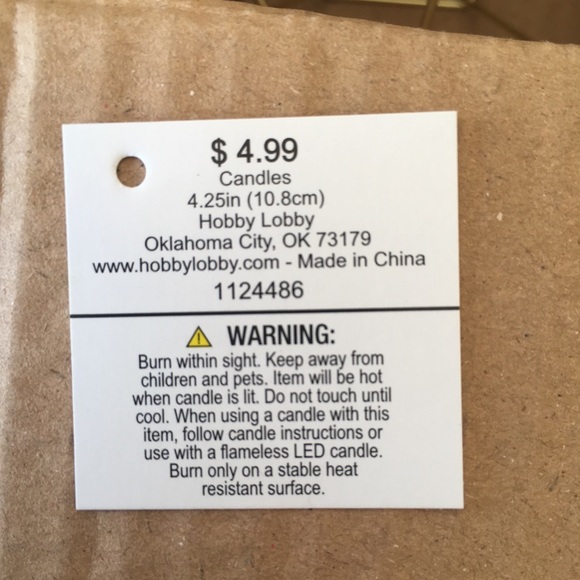 $ 4.99
Candles
4.25in (10.8cm)
Hobby Lobby
Oklahoma City, OK 73179
www.hobbylobby.com - Made in China
1124486
WARNING:
Burn within sight. Keep away from
children and pets. Item will be hot
when candle is lit. Do not touch until
cool. When using a candle with this
item, follow candle instructions or
use with a flameless LED candle.
Burn only on a stable heat
resistant surface.